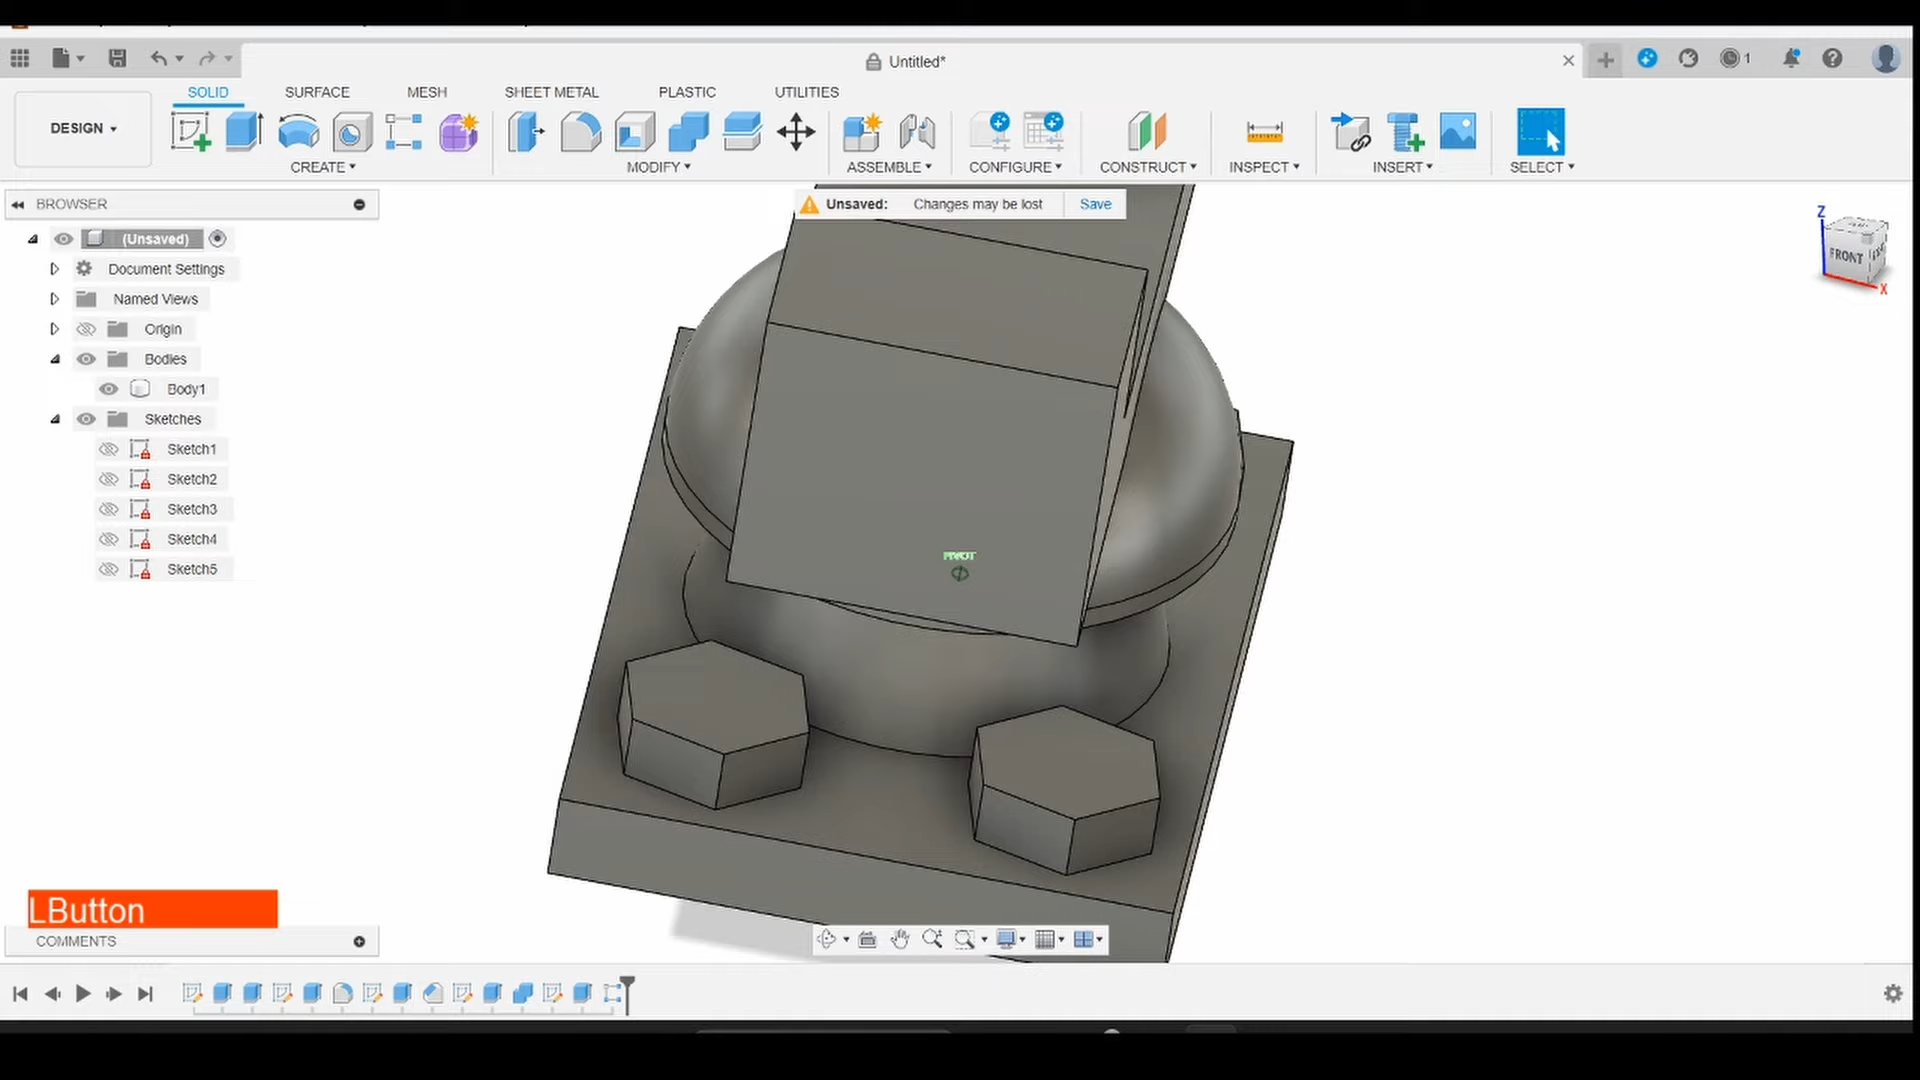 Untitled*
1
DESIGN
SOLID
SURFACE
MESH
SHEET METAL
PLASTIC
UTILITIES
CREATE
MODIFY
ASSEMBLE
CONFIGURE
CONSTRUCT
INSPECT
INSERT
SELECT
BROWSER
Unsaved: Changes may be lost Save
(Unsaved)
Document Settings
Named Views
Origin
Bodies
Body1
Sketches
Sketch1
Sketch2
Sketch3
Sketch4
Sketch5
Z
FRONT
X
PIVOT
LButton
COMMENTS